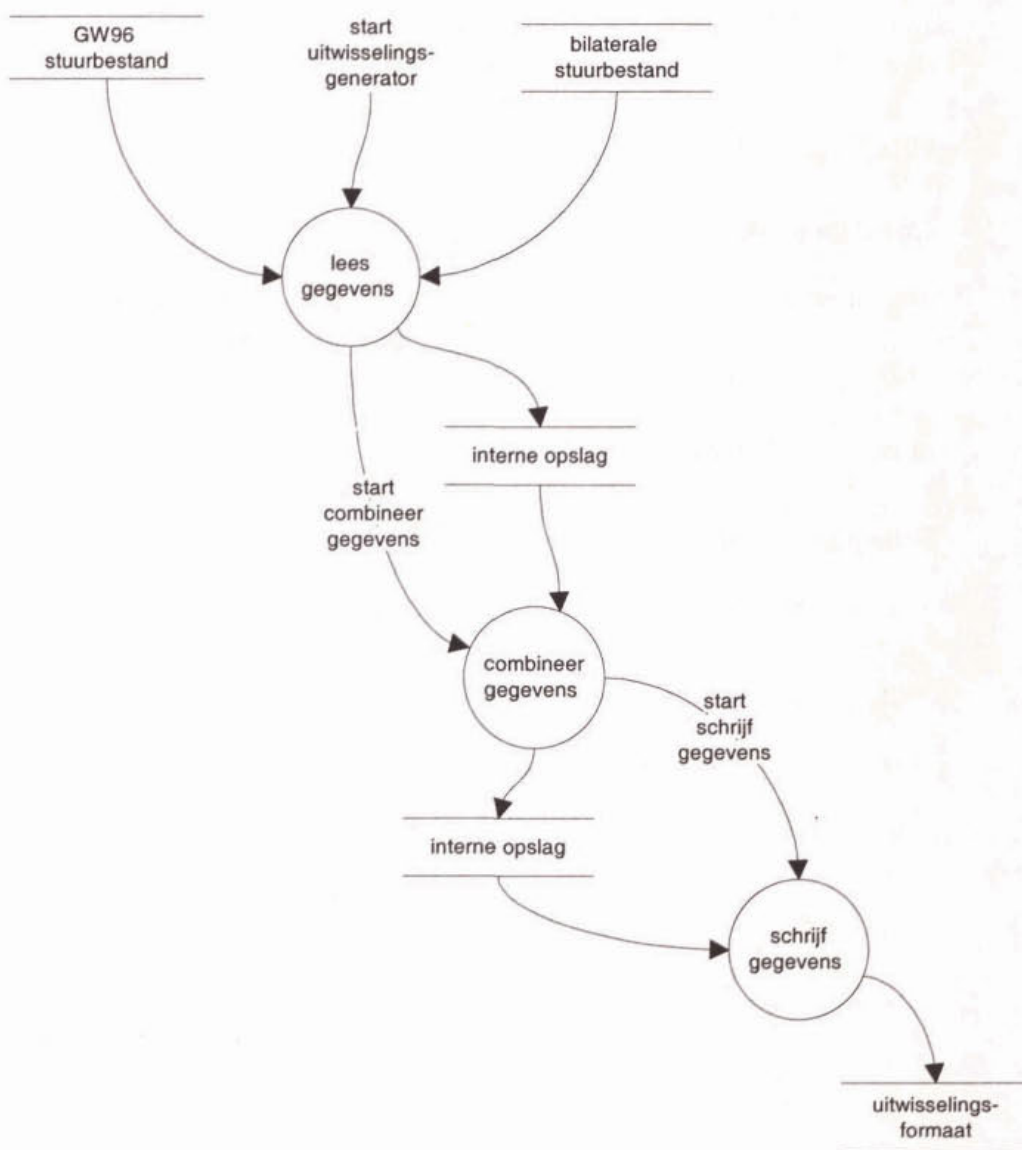 GW96
stuurbestand
start
uitwisselings-
generator
bilaterale
stuurbestand
lees
gegevens
interne opslag
start
combineer
gegevens
combineer
gegevens
start
schrijf
gegevens
interne opslag
schrijf
gegevens
uitwisselings-
formaat